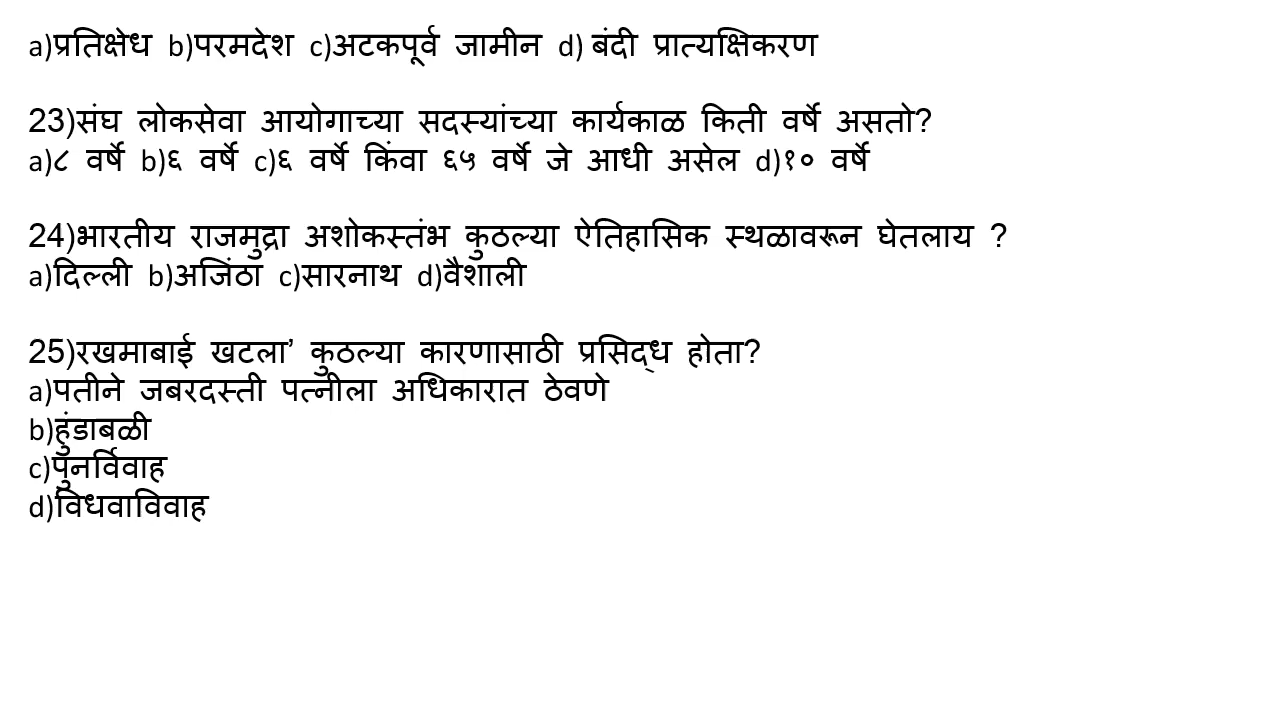 a)प्रतिक्षेध b)परमदेश c)अटकपूर्व जामीन d) बंदी प्रात्यक्षिकरण
23)संघ लोकसेवा आयोगाच्या सदस्यांच्या कार्यकाळ किती वर्षे असतो?
a)८ वर्षे b)६ वर्षे c)६ वर्षे किंवा ६५ वर्षे जे आधी असेल d)१० वर्षे
24)भारतीय राजमुद्रा अशोकस्तंभ कुठल्या ऐतिहासिक स्थळावरून घेतलाय ?
a)दिल्ली b)अजिंठा c)सारनाथ d)वैशाली
25)रखमाबाई खटला’ कुठल्या कारणासाठी प्रसिद्ध होता?
a)पतीने जबरदस्ती पत्नीला अधिकारात ठेवणे
b)हुंडाबळी
c)पुनर्विवाह
d)विधवाविवाह